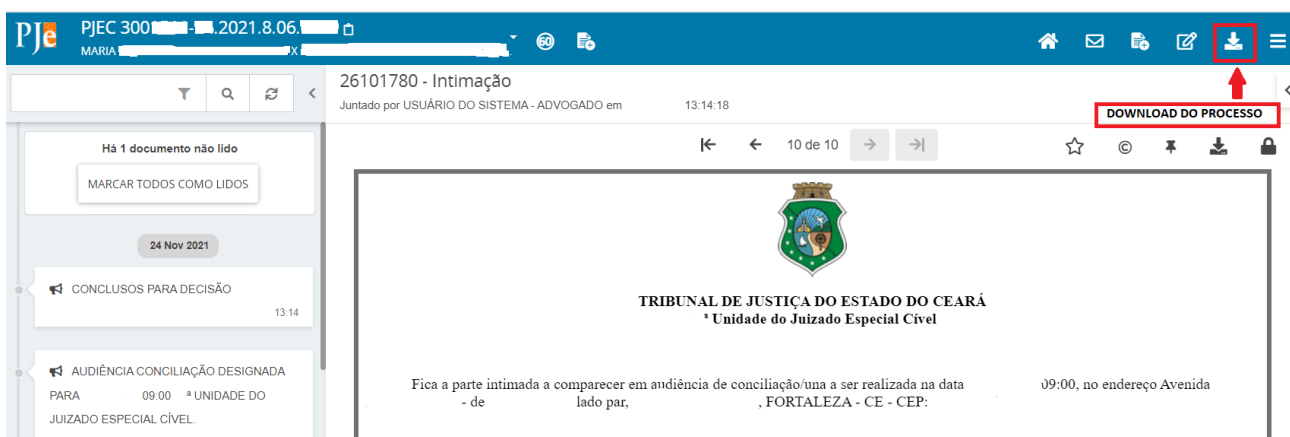 PJe
PJEC 300 - .2021.8.06.
MARIA X
60
26101780 - Intimação
Juntado por USUÁRIO DO SISTEMA - ADVOGADO em 13:14:18
DOWNLOAD DO PROCESSO
10 de 10
Há 1 documento não lido
MARCAR TODOS COMO LIDOS
24 Nov 2021
CONCLUSOS PARA DECISÃO
13:14
AUDIÊNCIA CONCILIAÇÃO DESIGNADA
PARA 09:00 ª UNIDADE DO
JUIZADO ESPECIAL CÍVEL.
TRIBUNAL DE JUSTIÇA DO ESTADO DO CEARÁ
ª Unidade do Juizado Especial Cível
Fica a parte intimada a comparecer em audiência de conciliação/una a ser realizada na data 09:00, no endereço Avenida
- de lado par, , FORTALEZA - CE - CEP: